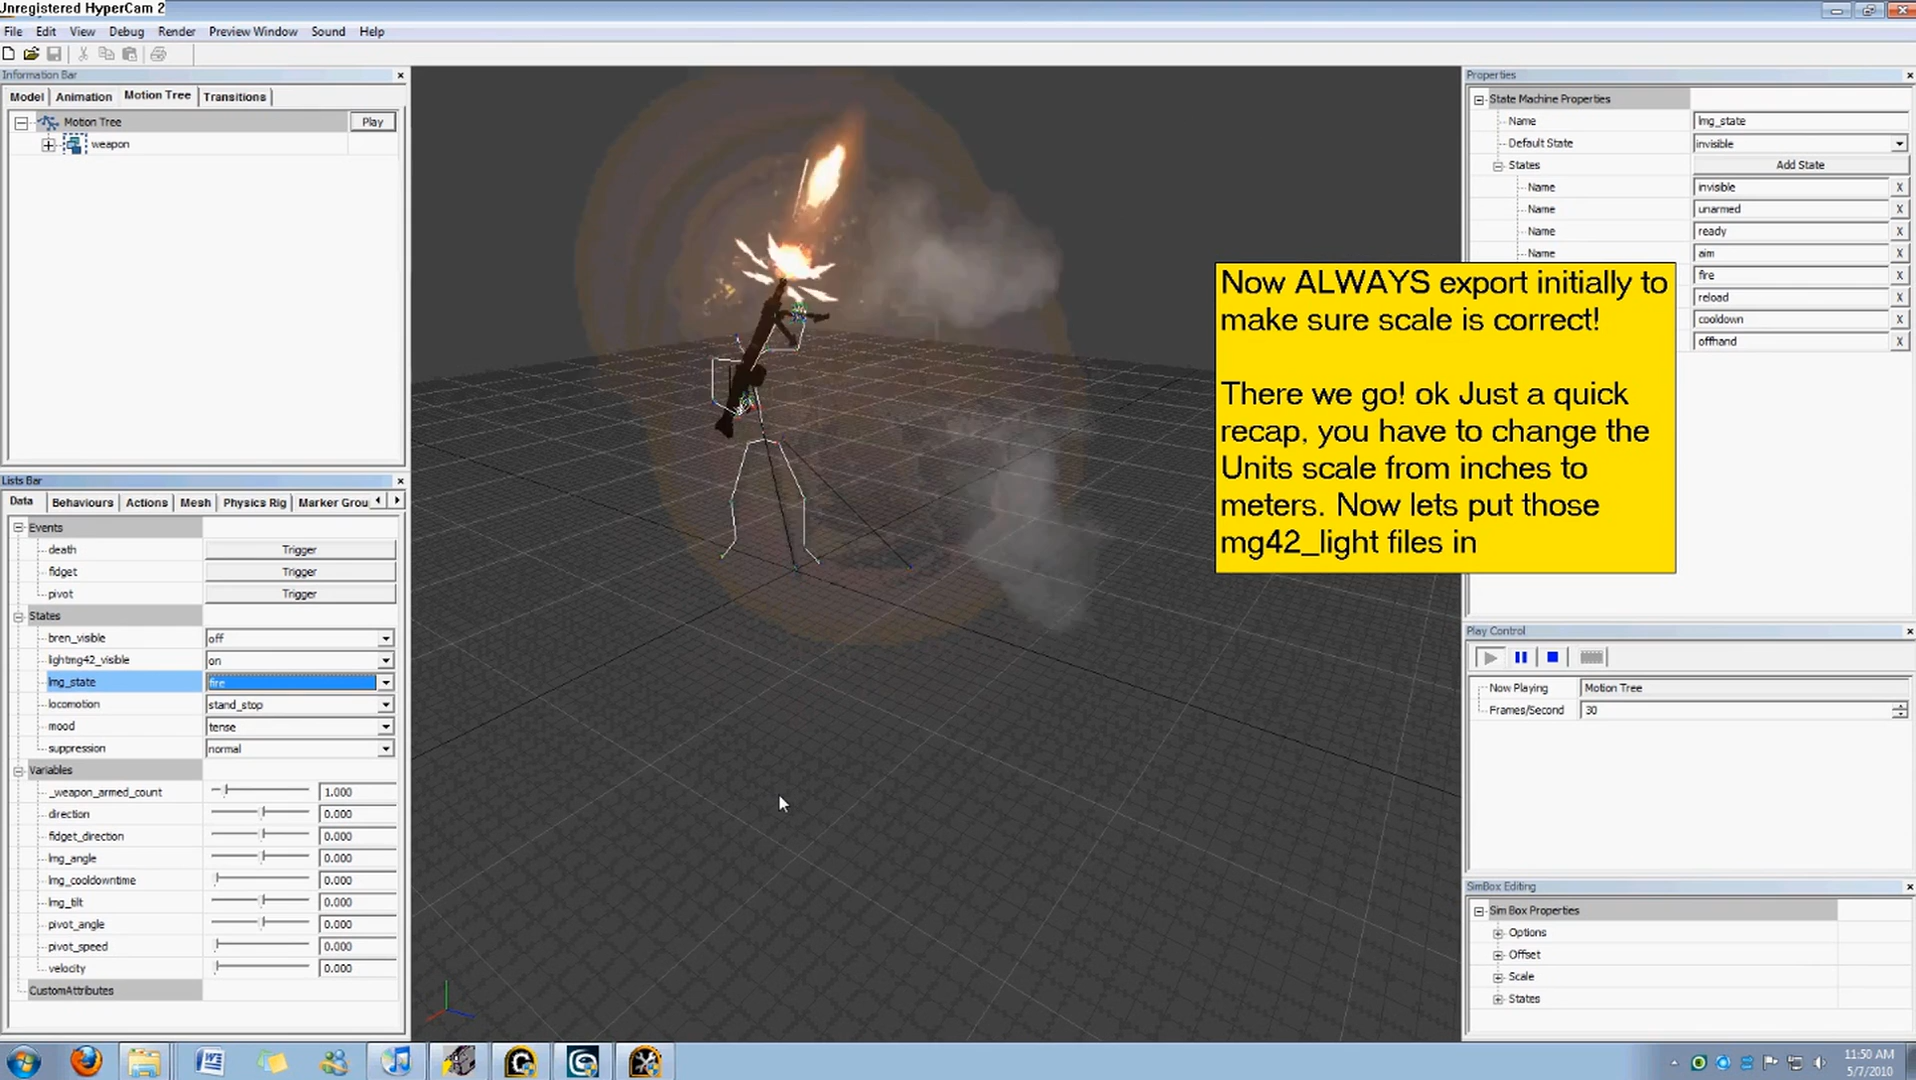 Unregistered HyperCam 2
File Edit View Debug Render Preview Window Sound Help
Information Bar
Model Animation Motion Tree Transitions
Motion Tree Play
weapon
Lists Bar
Data Behaviours Actions Mesh Physics Rig Marker Grou
Events
death Trigger
fidget Trigger
pivot Trigger
States
bren_visible off
lightmg42_visible on
lmg_state fire
locomotion stand_stop
mood tense
suppression normal
Variables
_weapon_armed_count 1.000
direction 0.000
fidget_direction 0.000
lmg_angle 0.000
lmg_cooldowntime 0.000
lmg_tilt 0.000
pivot_angle 0.000
pivot_speed 0.000
velocity 0.000
CustomAttributes
Now ALWAYS export initially to
make sure scale is correct!
There we go! ok Just a quick
recap, you have to change the
Units scale from inches to
meters. Now lets put those
mg42_light files in
Properties
State Machine Properties
Name lmg_state
Default State invisible
States Add State
Name invisible X
Name unarmed X
Name ready X
Name aim X
fire X
reload X
cooldown X
offhand X
Play Control
Now Playing Motion Tree
Frames/Second 30
SimBox Editing
Sim Box Properties
Options
Offset
Scale
States
11:50 AM
5/7/2010